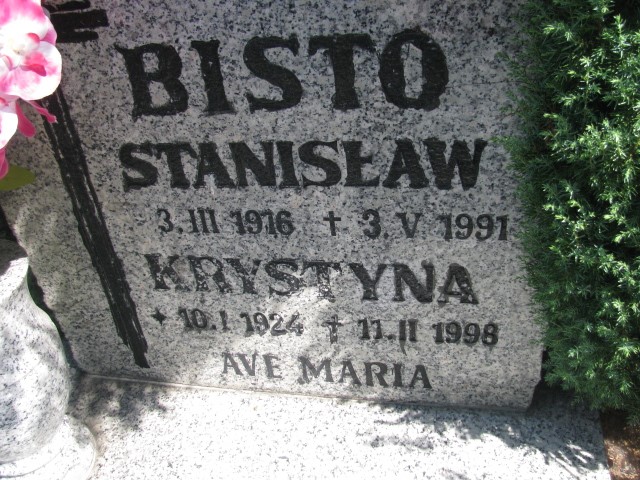 BISTO
STANISŁAW
3. III 1916 † 3. V 1991
KRYSTYNA
* 10. I 1924 † 11. II 1998
AVE MARIA